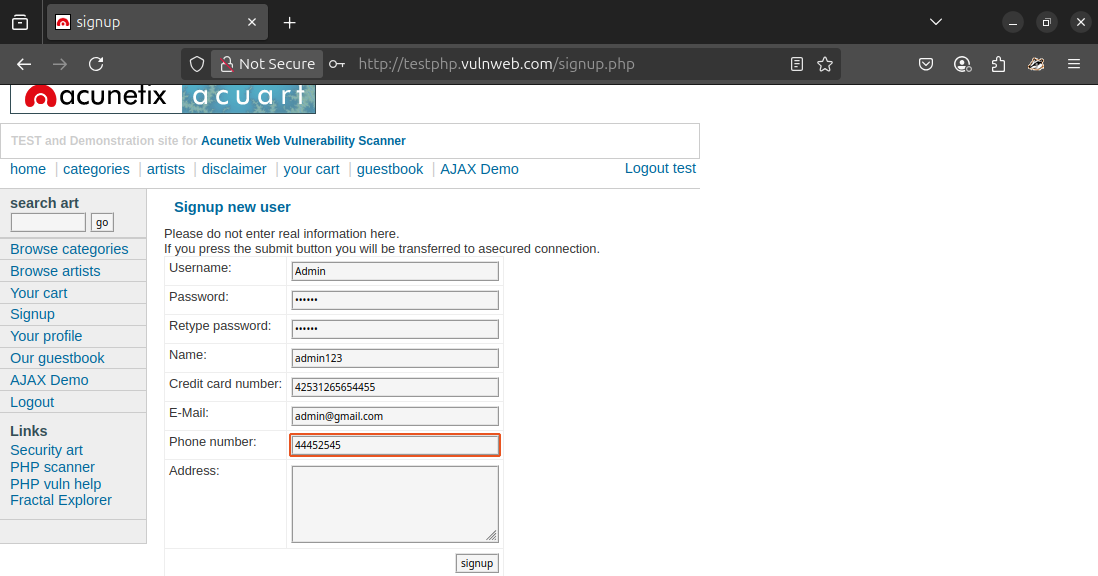 signup
Not Secure
http://testphp.vulnweb.com/signup.php
acunetix acuart
TEST and Demonstration site for Acunetix Web Vulnerability Scanner
home | categories | artists | disclaimer | your cart | guestbook | AJAX Demo
Logout test
search art
go
Browse categories
Browse artists
Your cart
Signup
Your profile
Our guestbook
AJAX Demo
Logout
Links
Security art
PHP scanner
PHP vuln help
Fractal Explorer
Signup new user
Please do not enter real information here.
If you press the submit button you will be transferred to asecured connection.
Username: Admin
Password: ••••••
Retype password: ••••••
Name: admin123
Credit card number: 42531265654455
E-Mail: admin@gmail.com
Phone number: 44452545
Address:
signup